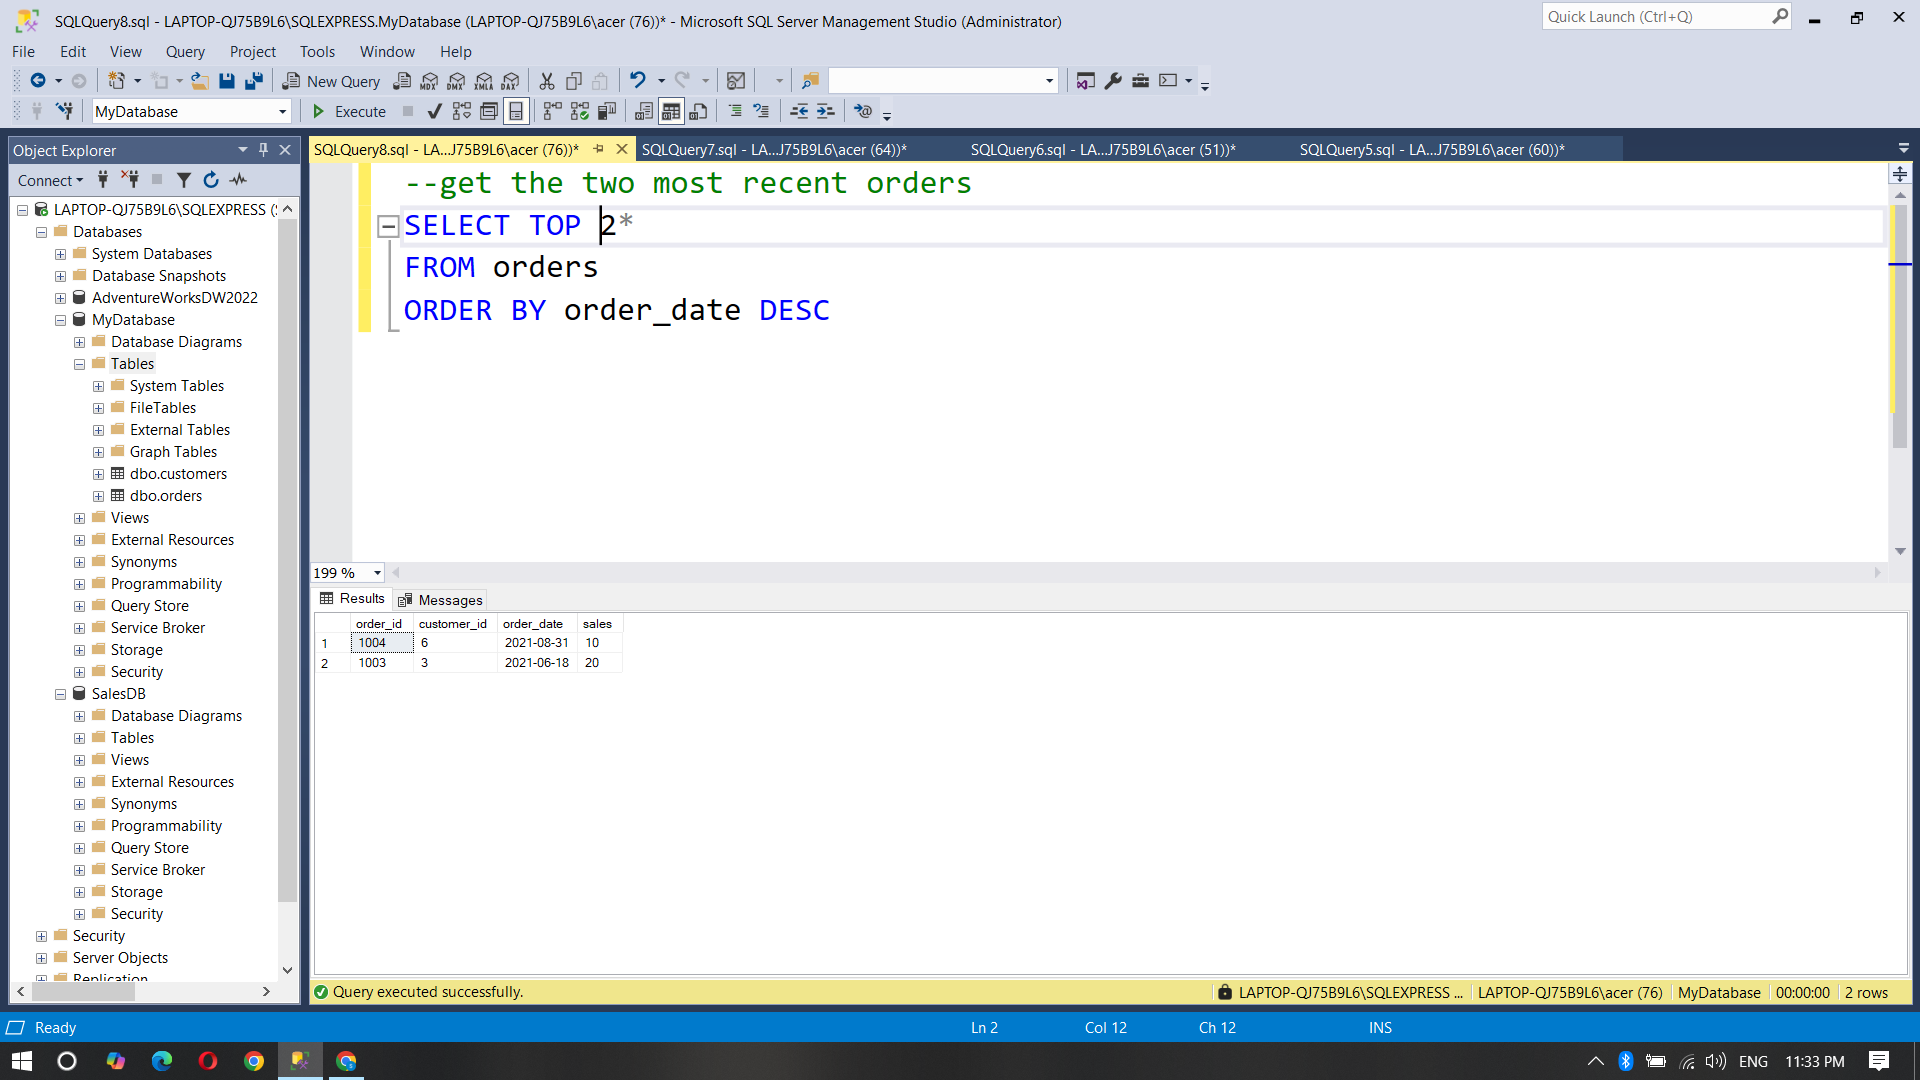 SQLQuery8.sql - LAPTOP-QJ75B9L6\SQLEXPRESS.MyDatabase (LAPTOP-QJ75B9L6\acer (76))* - Microsoft SQL Server Management Studio (Administrator)
Quick Launch (Ctrl+Q)
File Edit View Query Project Tools Window Help
New Query MDX DMX XMLA DAX
MyDatabase Execute
Object Explorer
SQLQuery8.sql - LA...J75B9L6\acer (76))* SQLQuery7.sql - LA...J75B9L6\acer (64))* SQLQuery6.sql - LA...J75B9L6\acer (51))* SQLQuery5.sql - LA...J75B9L6\acer (60))*
Connect
LAPTOP-QJ75B9L6\SQLEXPRESS (
Databases
System Databases
Database Snapshots
AdventureWorksDW2022
MyDatabase
Database Diagrams
Tables
System Tables
FileTables
External Tables
Graph Tables
dbo.customers
dbo.orders
Views
External Resources
Synonyms
Programmability
Query Store
Service Broker
Storage
Security
SalesDB
Database Diagrams
Tables
Views
External Resources
Synonyms
Programmability
Query Store
Service Broker
Storage
Security
Security
Server Objects
Replication
--get the two most recent orders
SELECT TOP 2*
FROM orders
ORDER BY order_date DESC
199 %
Results Messages
order_id customer_id order_date sales
1 1004 6 2021-08-31 10
2 1003 3 2021-06-18 20
Query executed successfully. LAPTOP-QJ75B9L6\SQLEXPRESS ... LAPTOP-QJ75B9L6\acer (76) MyDatabase 00:00:00 2 rows
Ready Ln 2 Col 12 Ch 12 INS
ENG 11:33 PM